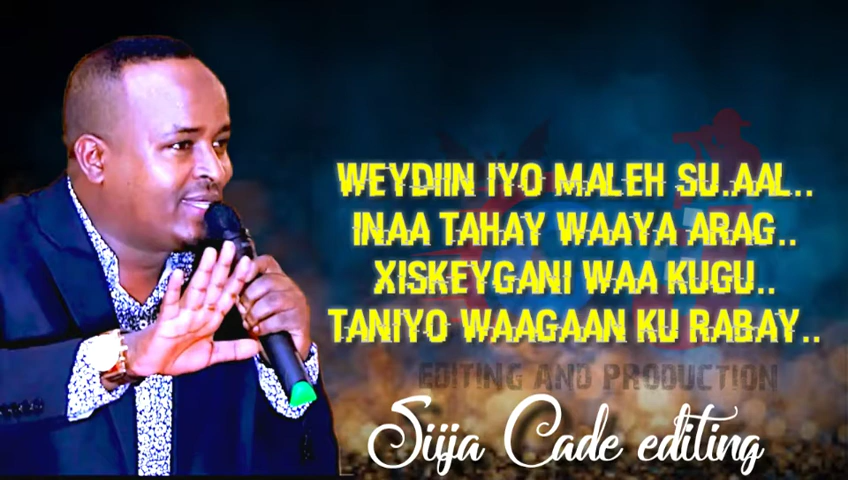 WEYDIIN IYO MALEH SU.AAL..
INAA TAHAY WAAYA ARAG..
XISKEYGANI WAA KUGU..
TANIYO WAAGAAN KU RABAY..
EDITING AND PRODUCTION
Siija Cade editing